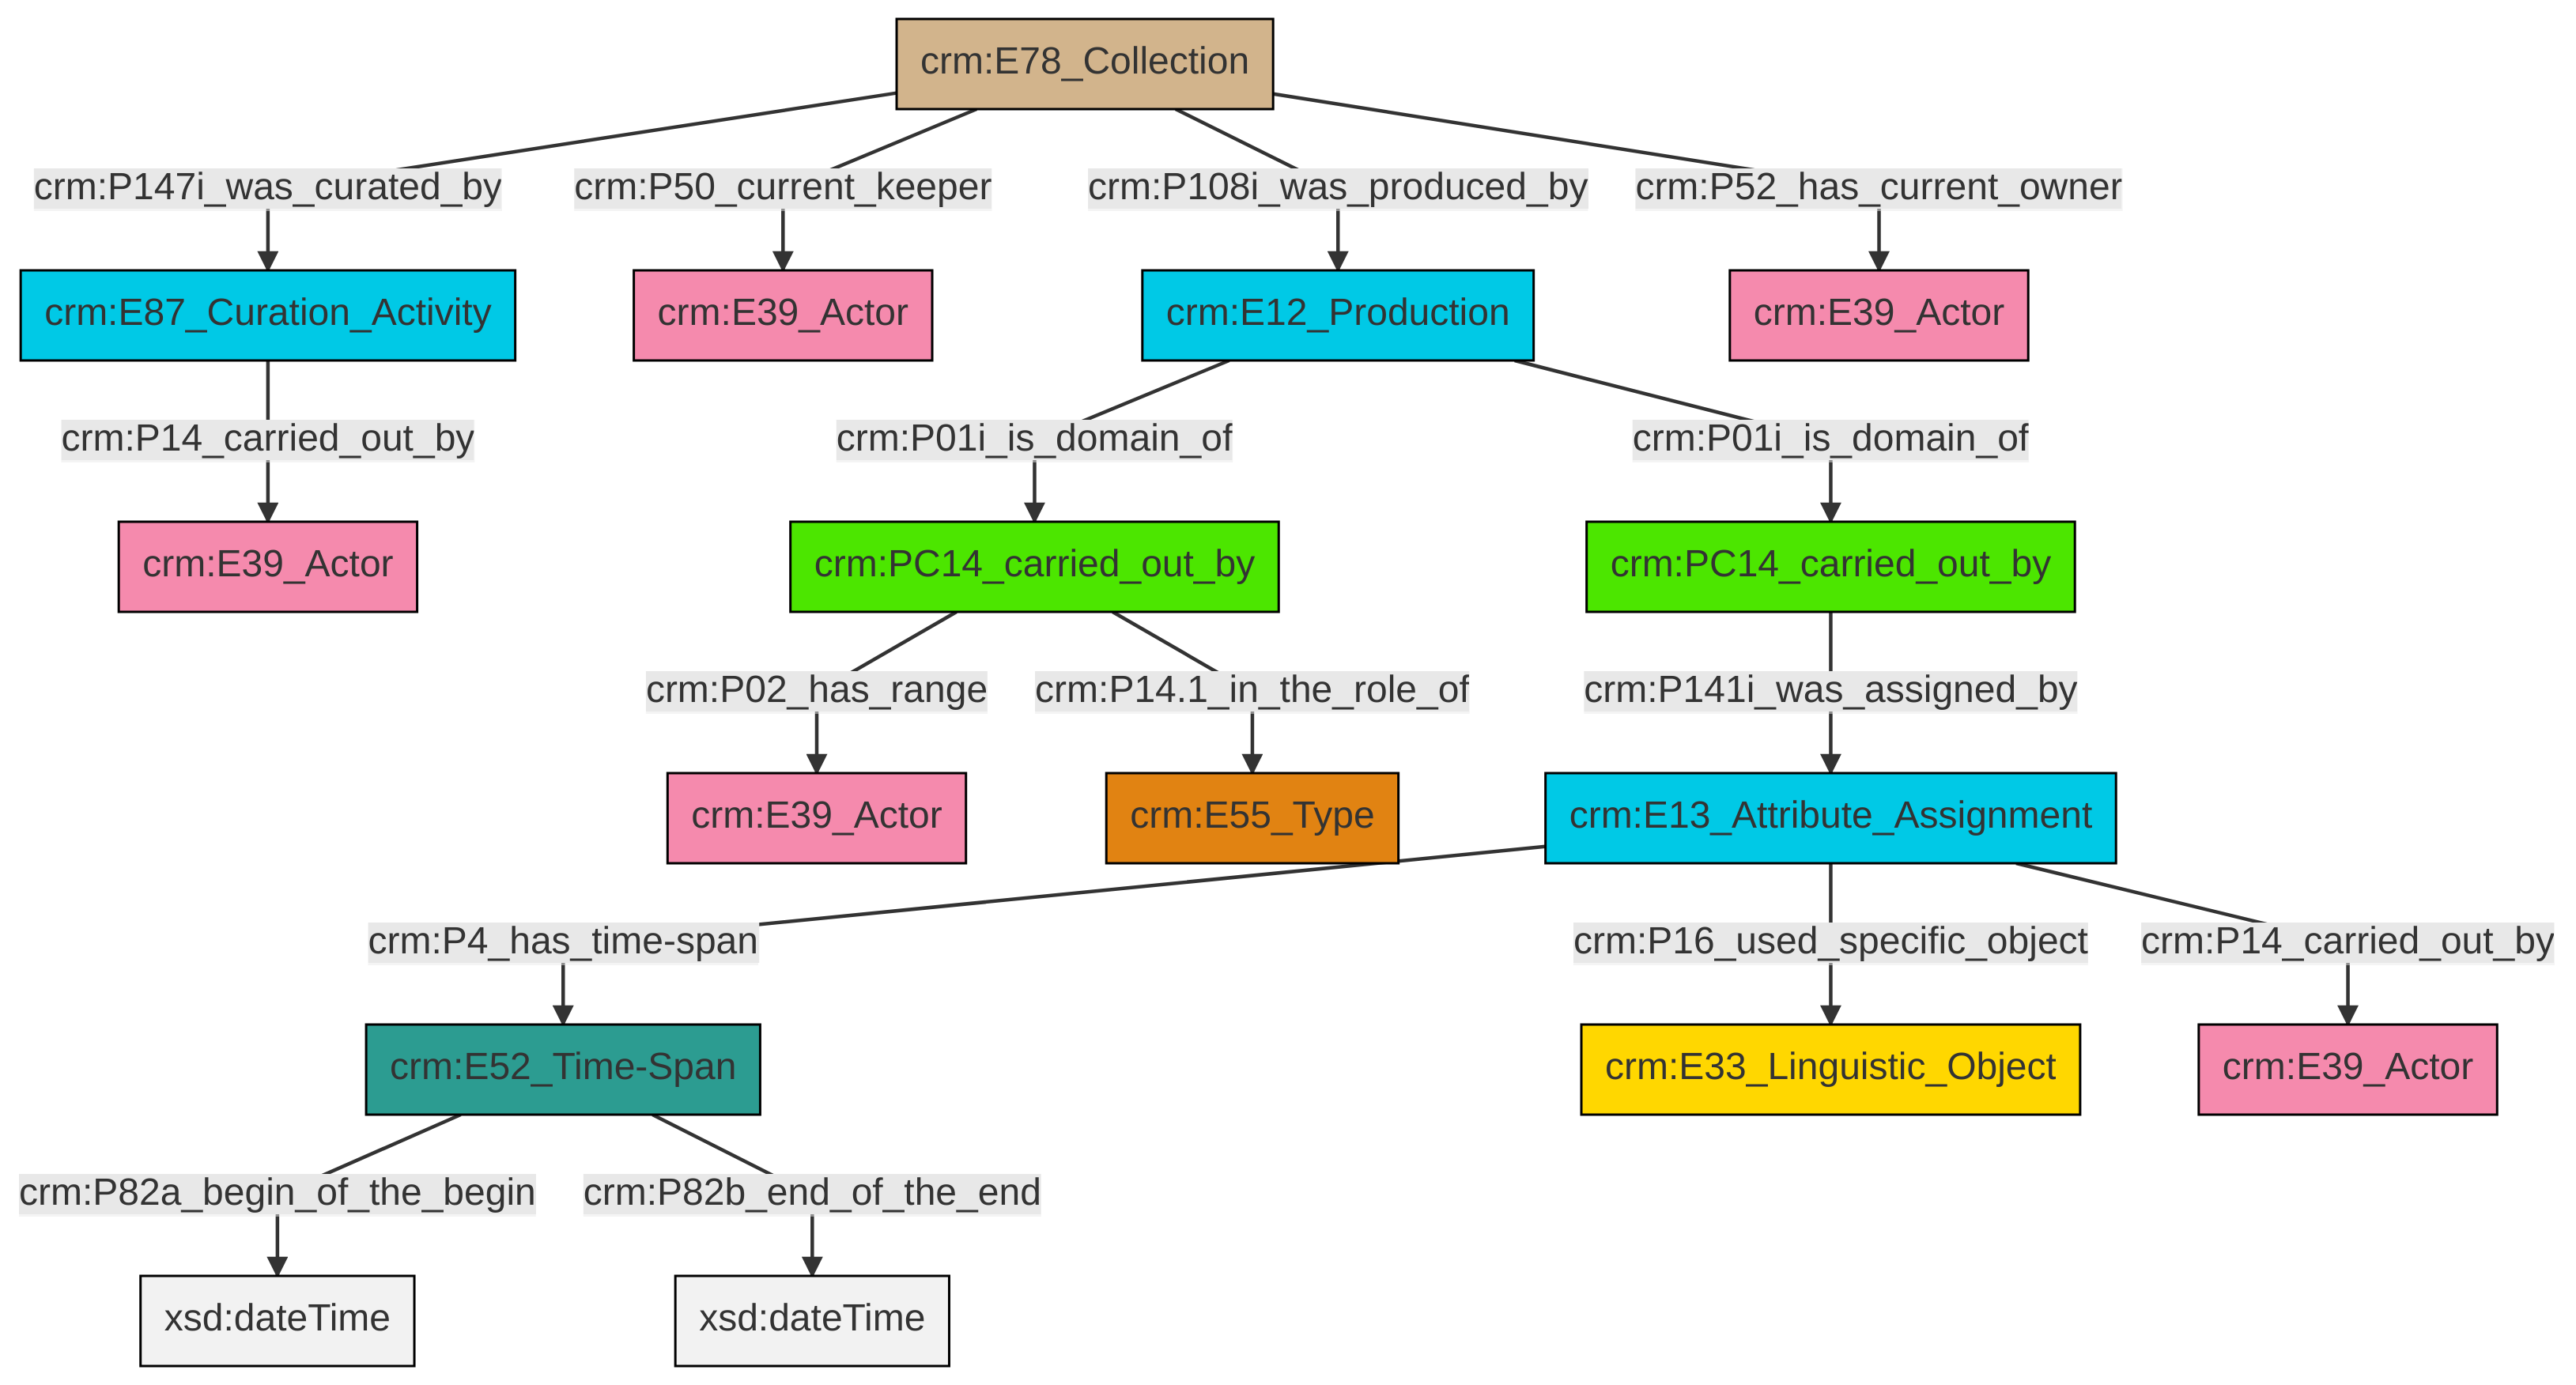 crm:E78_Collection
crm:P147i_was_curated_by
crm:P50_current_keeper
crm:P108i_was_produced_by
crm:P52_has_current_owner
crm:E87_Curation_Activity
crm:E39_Actor
crm:E12_Production
crm:E39_Actor
crm:P14_carried_out_by
crm:P01i_is_domain_of
crm:P01i_is_domain_of
crm:E39_Actor
crm:PC14_carried_out_by
crm:PC14_carried_out_by
crm:P02_has_range
crm:P14.1_in_the_role_of
crm:P141i_was_assigned_by
crm:E39_Actor
crm:E55_Type
crm:E13_Attribute_Assignment
crm:P4_has_time-span
crm:P16_used_specific_object
crm:P14_carried_out_by
crm:E52_Time-Span
crm:E33_Linguistic_Object
crm:E39_Actor
crm:P82a_begin_of_the_begin
crm:P82b_end_of_the_end
xsd:dateTime
xsd:dateTime